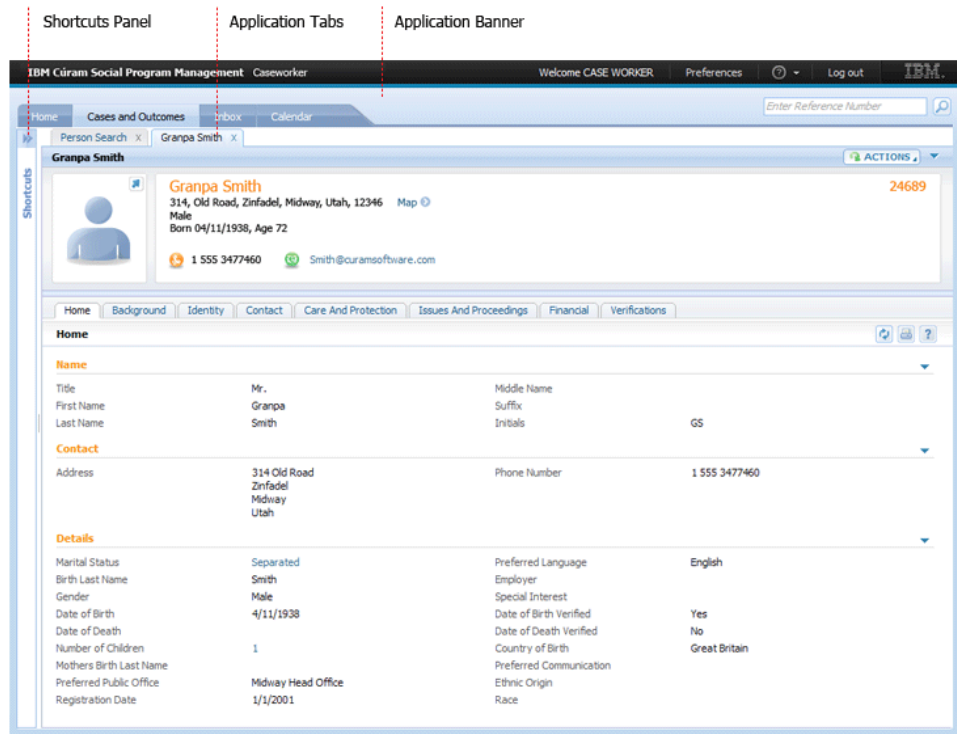 Shortcuts Panel Application Tabs Application Banner
IBM Cúram Social Program Management Caseworker Welcome CASE WORKER Preferences ? Log out IBM.
Home Cases and Outcomes Inbox Calendar Enter Reference Number
Person Search X Granpa Smith X
Granpa Smith ACTIONS
Shortcuts
Granpa Smith 24689
314, Old Road, Zinfadel, Midway, Utah, 12346 Map
Male
Born 04/11/1938, Age 72
1 555 3477460 Smith@curamsoftware.com
Home Background Identity Contact Care And Protection Issues And Proceedings Financial Verifications
Home ?
Name
Title Mr. Middle Name
First Name Granpa Suffix
Last Name Smith Initials GS
Contact
Address 314 Old Road Phone Number 1 555 3477460
Zinfadel
Midway
Utah
Details
Marital Status Separated Preferred Language English
Birth Last Name Smith Employer
Gender Male Special Interest
Date of Birth 4/11/1938 Date of Birth Verified Yes
Date of Death Date of Death Verified No
Number of Children 1 Country of Birth Great Britain
Mothers Birth Last Name Preferred Communication
Preferred Public Office Midway Head Office Ethnic Origin
Registration Date 1/1/2001 Race